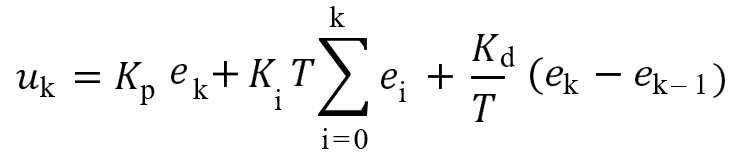 u_k = K_p e_k + K_i T ∑_{i=0}^{k} e_i + K_d/T (e_k − e_{k−1})